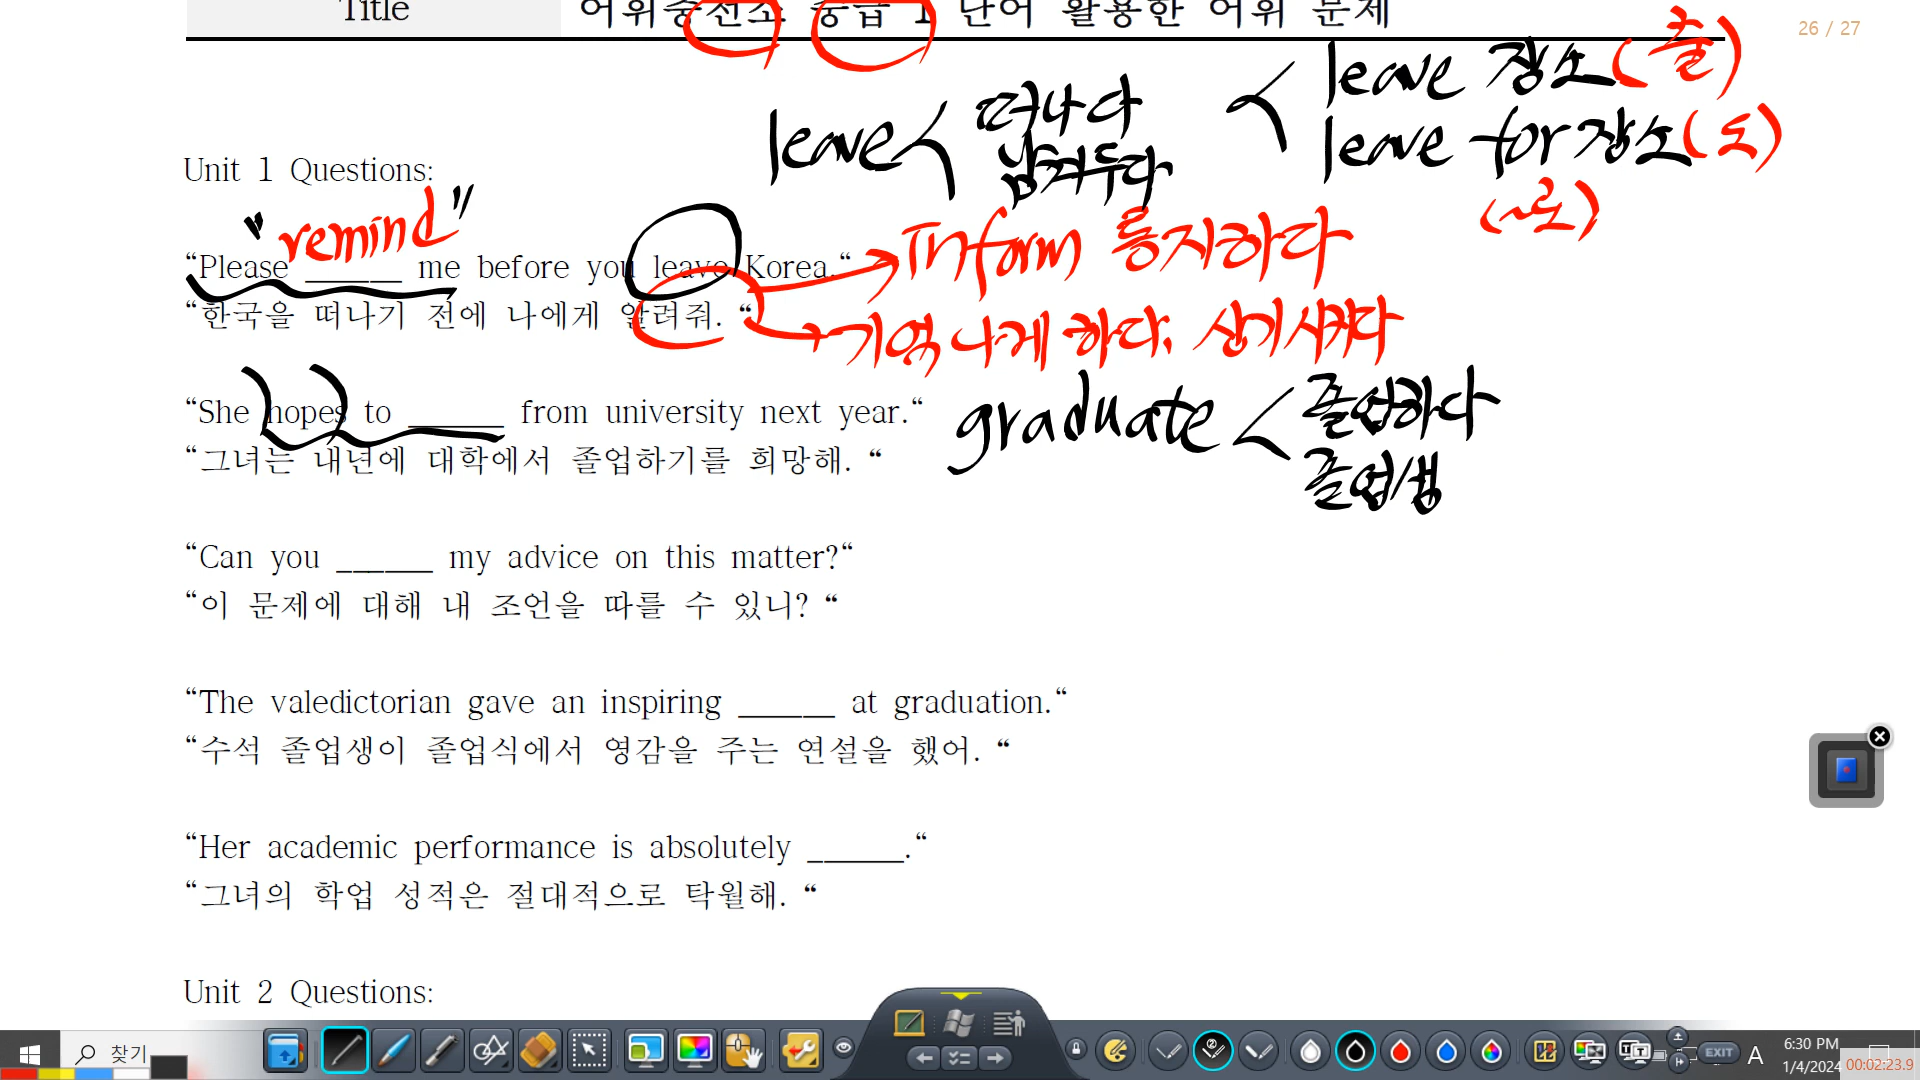 Title 어휘충전소 중급 1 단어 활용한 어휘 문제
26 / 27
leave < 떠나다 < leave 장소 (출)
남겨두다 leave for 장소 (도)
(~로)
Unit 1 Questions:
"remind"
“Please ______ me before you leave Korea.“
Inform 통지하다
“한국을 떠나기 전에 나에게 알려줘. “
기억나게 하다, 상기시키다
“She hopes to ______ from university next year.“
graduate < 졸업하다
졸업생
“그녀는 내년에 대학에서 졸업하기를 희망해. “
“Can you ______ my advice on this matter?“
“이 문제에 대해 내 조언을 따를 수 있니? “
“The valedictorian gave an inspiring ______ at graduation.“
“수석 졸업생이 졸업식에서 영감을 주는 연설을 했어. “
“Her academic performance is absolutely ______.“
“그녀의 학업 성적은 절대적으로 탁월해. “
Unit 2 Questions:
찾기
EXIT
A
6:30 PM
1/4/2024
00:02:23.9